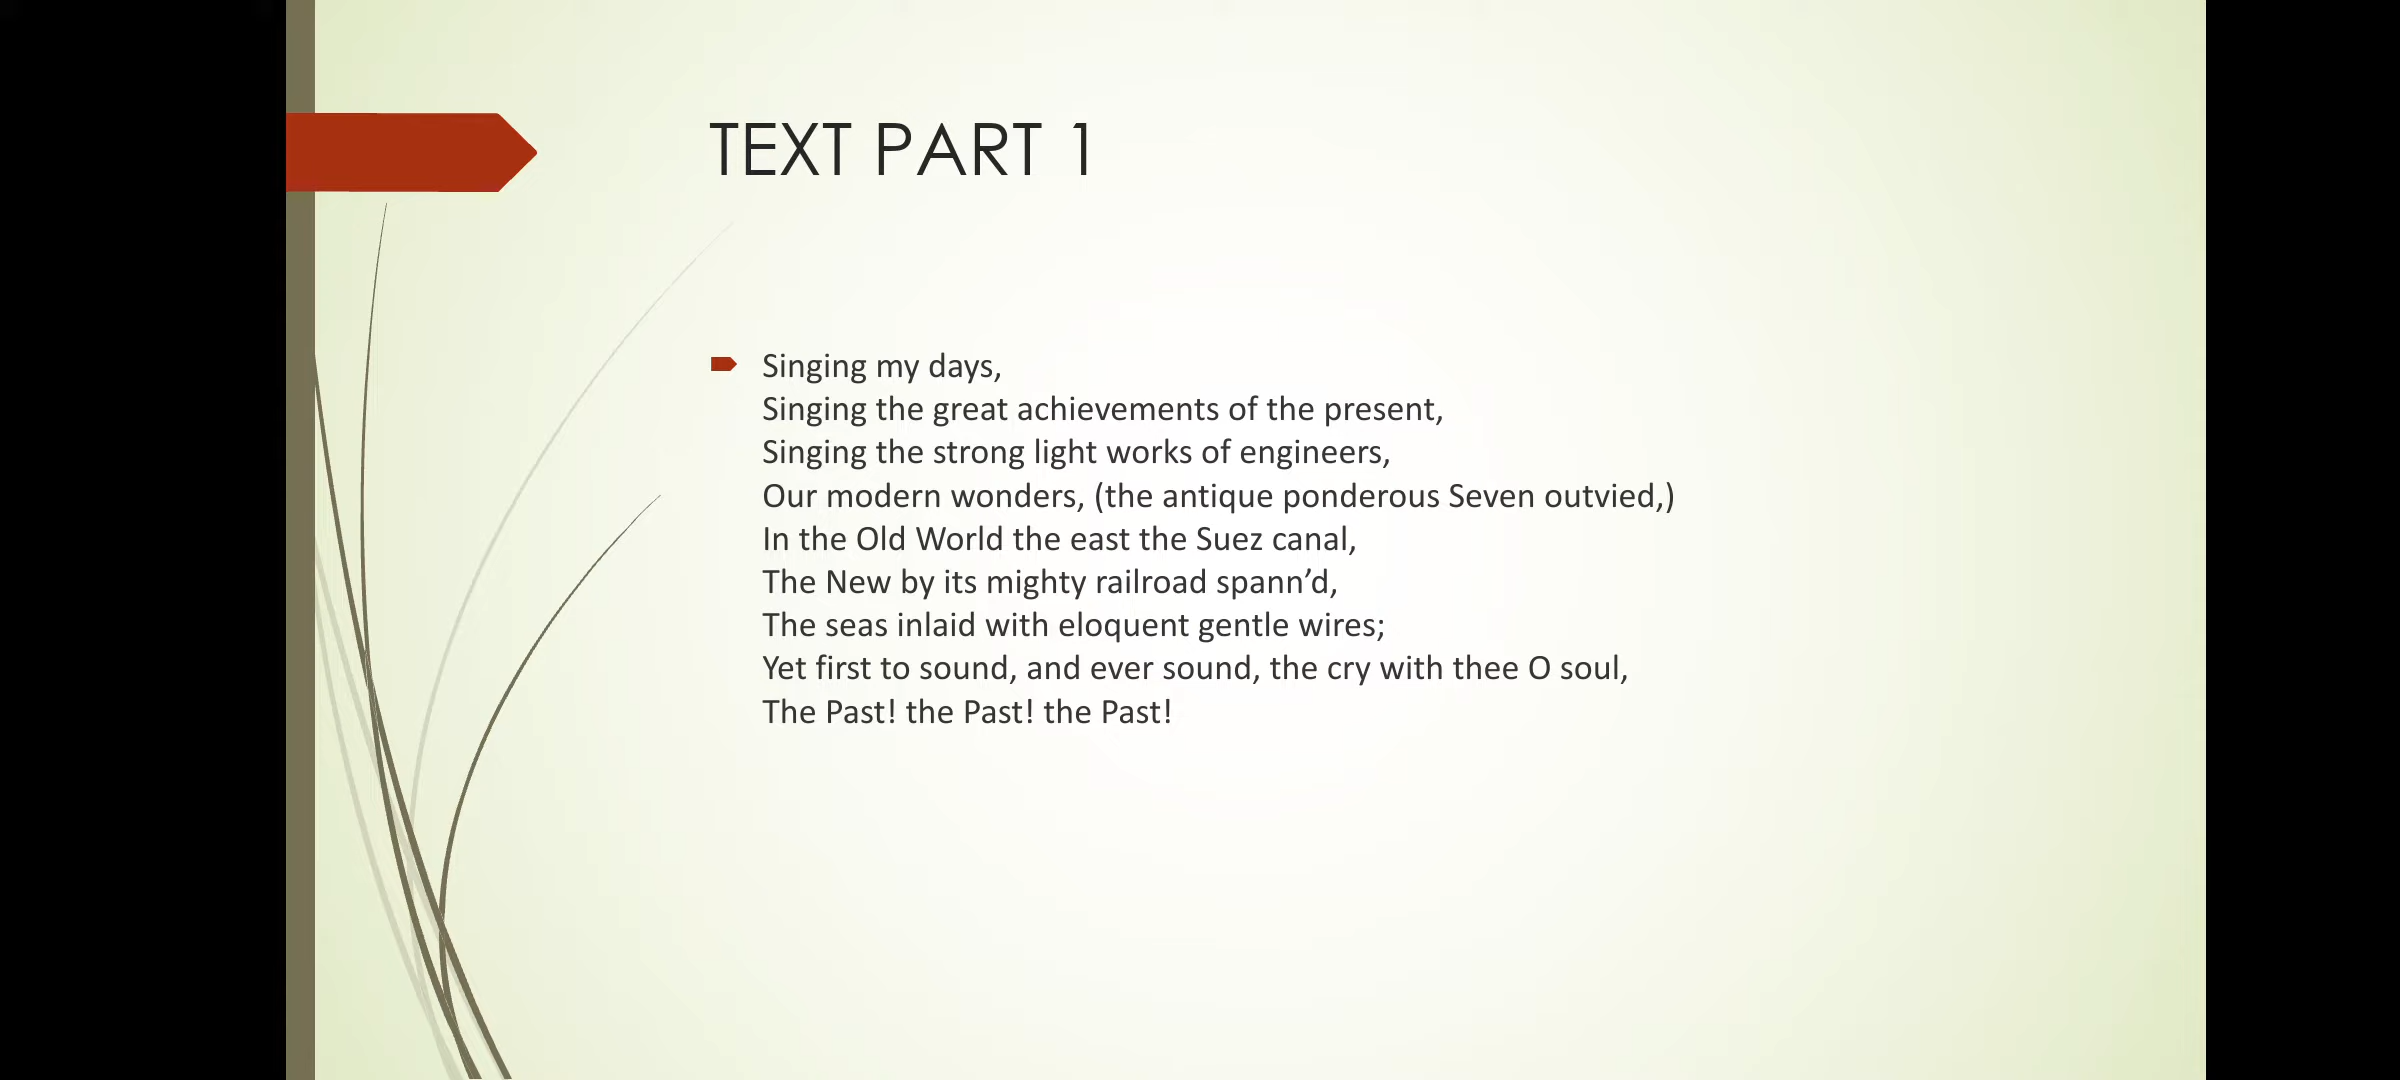 TEXT PART 1
Singing my days,
Singing the great achievements of the present,
Singing the strong light works of engineers,
Our modern wonders, (the antique ponderous Seven outvied,)
In the Old World the east the Suez canal,
The New by its mighty railroad spann’d,
The seas inlaid with eloquent gentle wires;
Yet first to sound, and ever sound, the cry with thee O soul,
The Past! the Past! the Past!